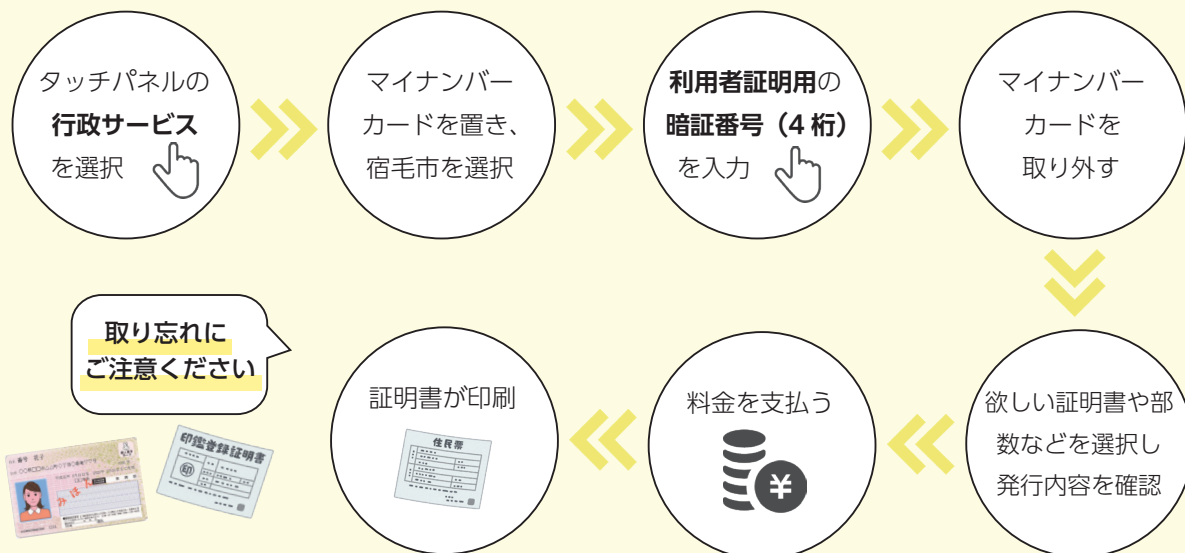 タッチパネルの
行政サービス
を選択
マイナンバー
カードを置き、
宿毛市を選択
利用者証明用の
暗証番号（4 桁）
を入力
マイナンバー
カードを
取り外す
欲しい証明書や部
数などを選択し
発行内容を確認
料金を支払う
¥
証明書が印刷
住民票
取り忘れに
ご注意ください
印鑑登録証明書
印